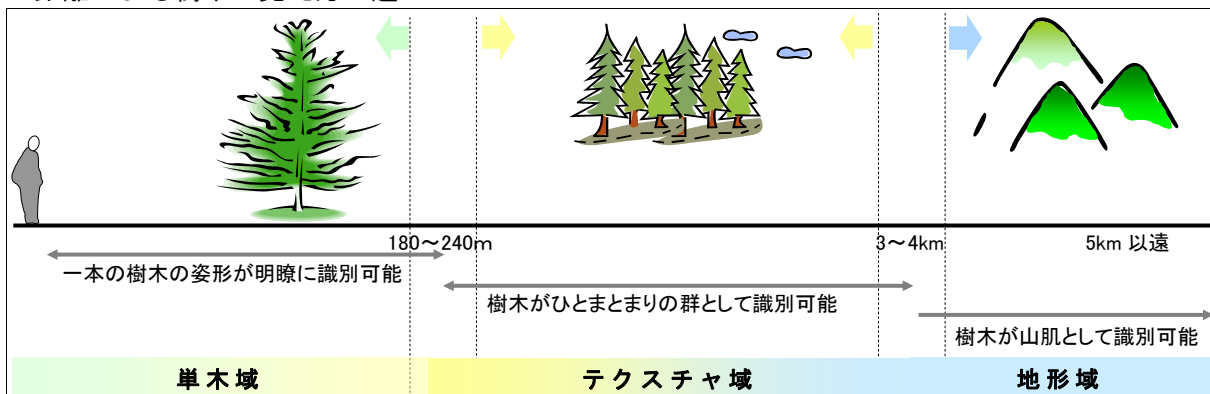 180～240m
3～4km
5km 以遠
一本の樹木の姿形が明瞭に識別可能
樹木がひとまとまりの群として識別可能
樹木が山肌として識別可能
単木域
テクスチャ域
地形域